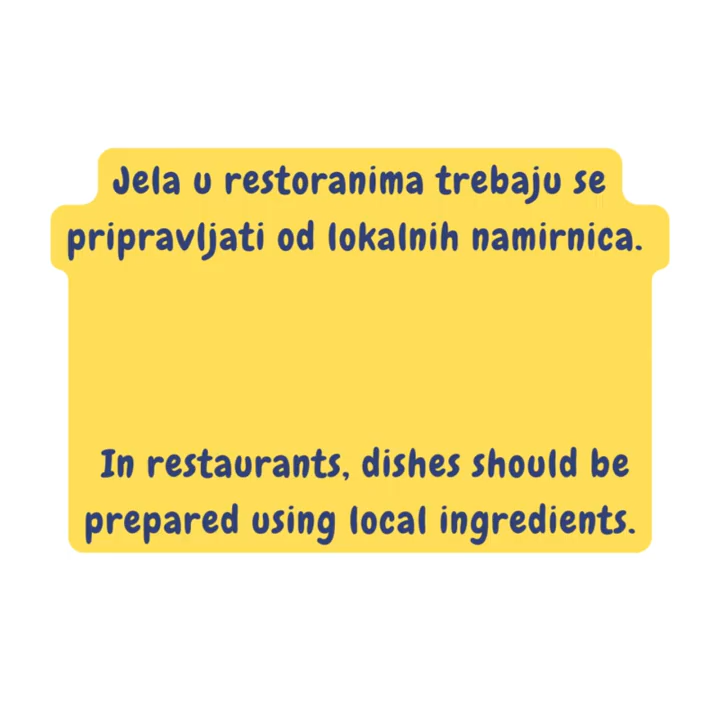 Jela u restoranima trebaju se
pripravljati od lokalnih namirnica.
In restaurants, dishes should be
prepared using local ingredients.